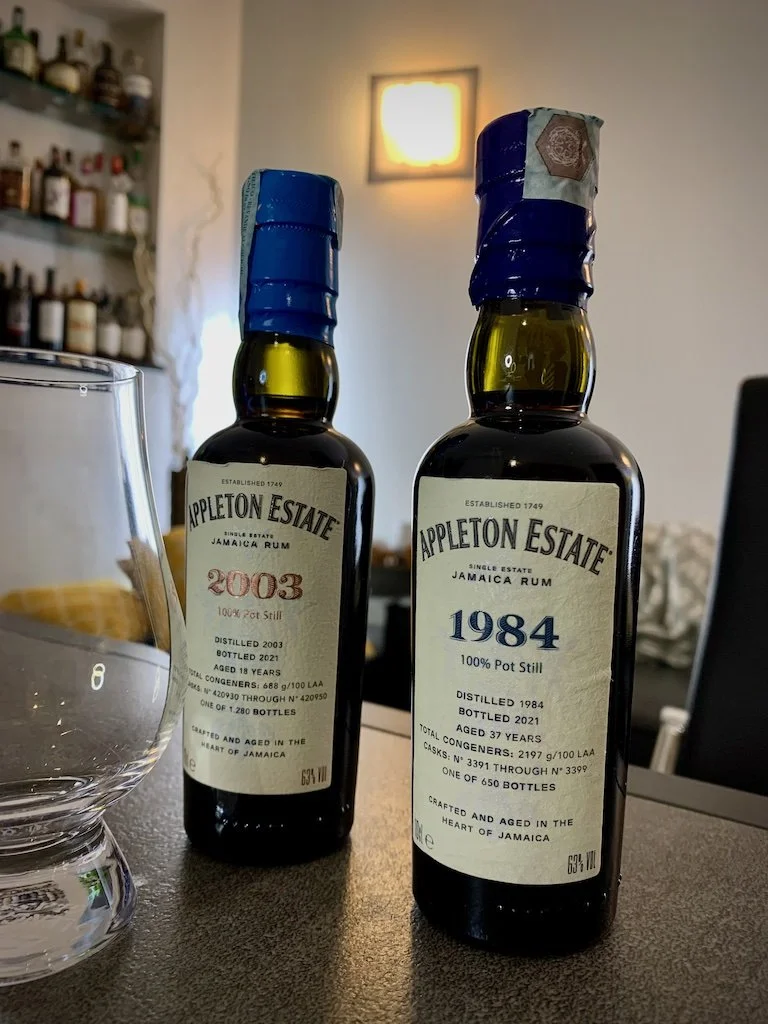 ESTABLISHED 1749
APPLETON ESTATE
SINGLE ESTATE
JAMAICA RUM
2003
100% Pot Still
DISTILLED 2003
BOTTLED 2021
AGED 18 YEARS
TOTAL CONGENERS: 688 g/100 LAA
CASKS: N° 420930 THROUGH N° 420950
ONE OF 1.280 BOTTLES
CRAFTED AND AGED IN THE
HEART OF JAMAICA
63% VOL
ESTABLISHED 1749
APPLETON ESTATE
SINGLE ESTATE
JAMAICA RUM
1984
100% Pot Still
DISTILLED 1984
BOTTLED 2021
AGED 37 YEARS
TOTAL CONGENERS: 2197 g/100 LAA
CASKS: N° 3391 THROUGH N° 3399
ONE OF 650 BOTTLES
CRAFTED AND AGED IN THE
HEART OF JAMAICA
63% VOL